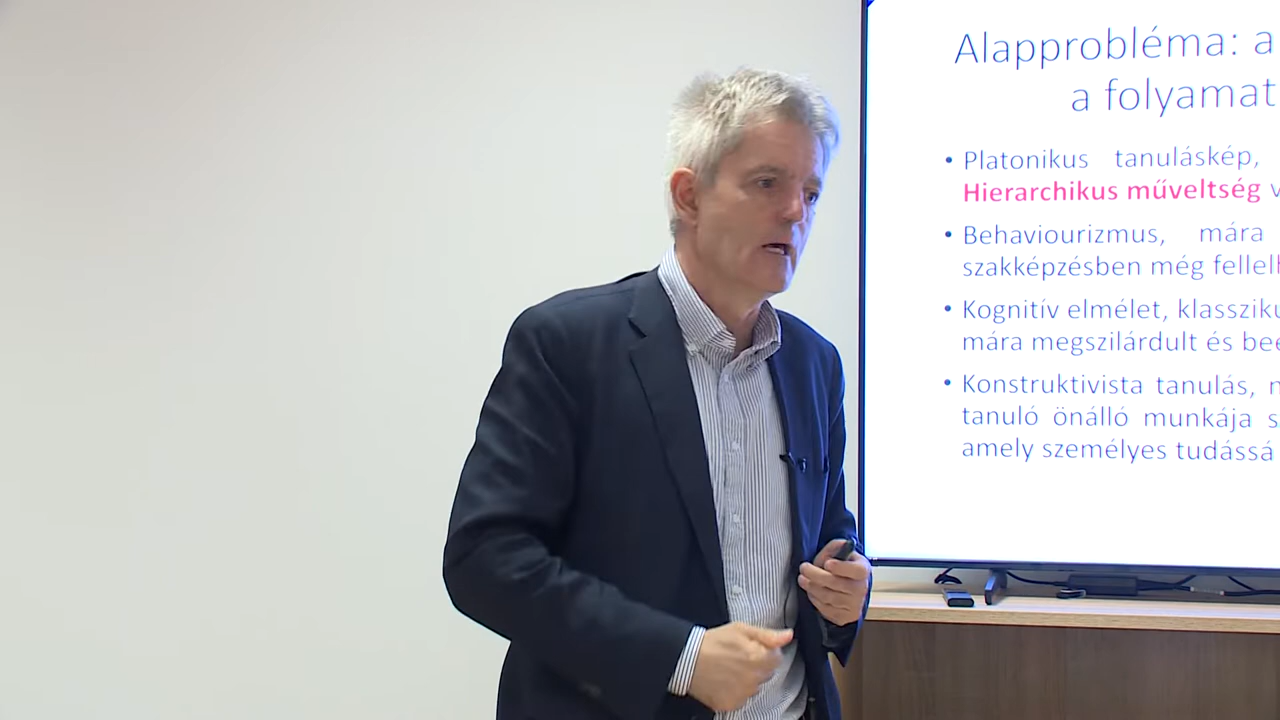 Alapprobléma: a
a folyamat
• Platonikus tanuláskép,
Hierarchikus műveltség
• Behaviourizmus, mára
szakképzésben még
• Kognitív elmélet,
mára megszilárdult és
• Konstruktivista tanulás,
tanuló önálló munkája
amely személyes tudássá